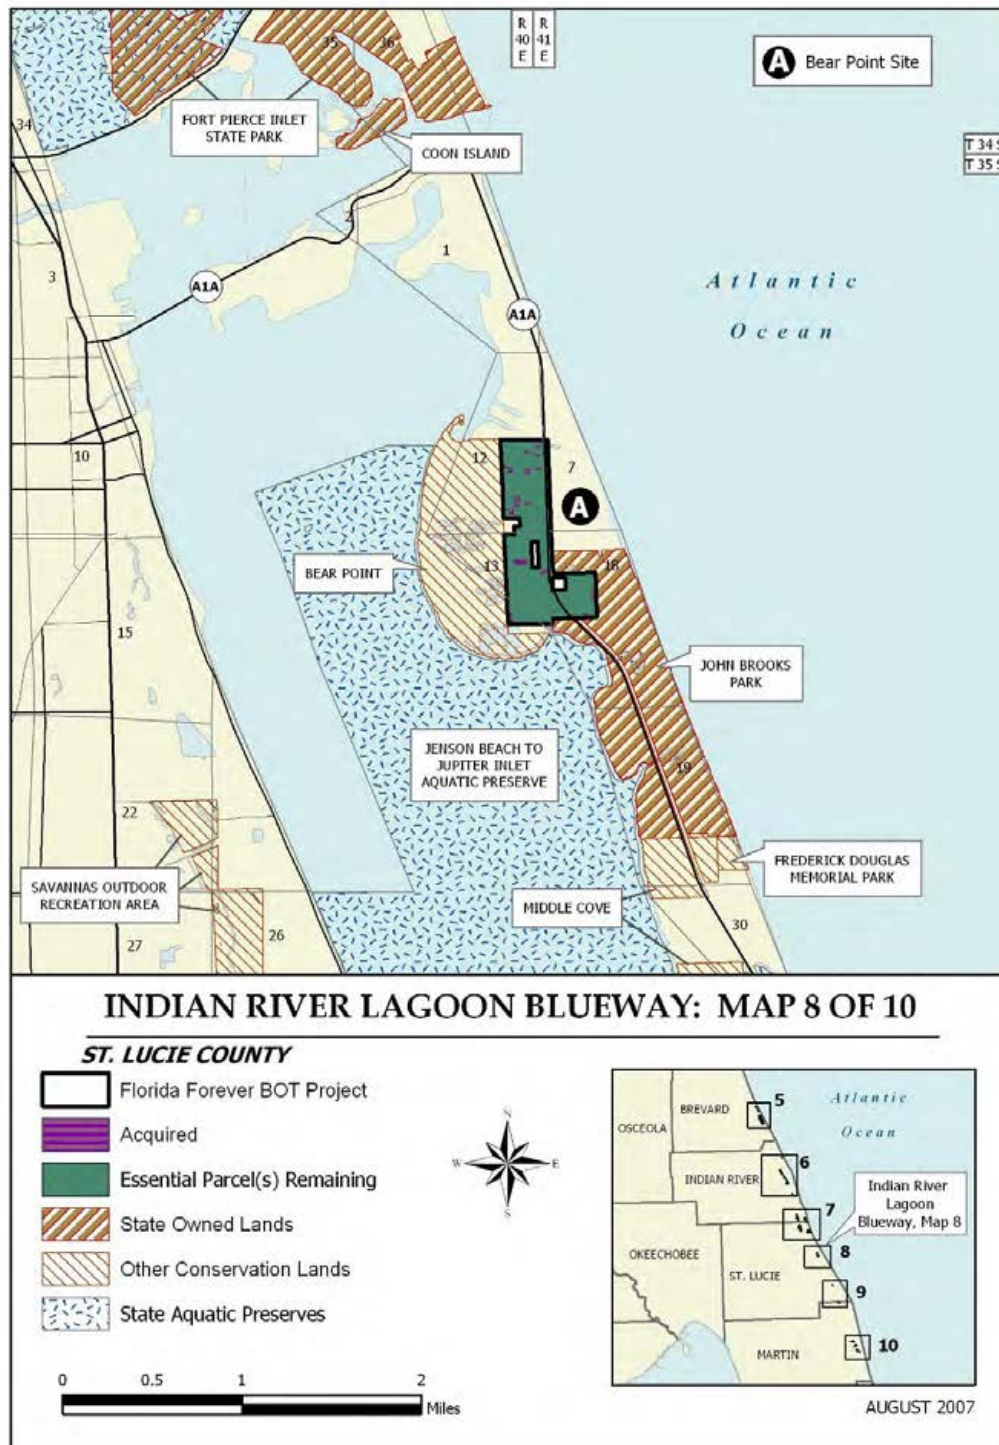 R
40
E
R
41
E
A Bear Point Site
35
36
FORT PIERCE INLET
STATE PARK
34
COON ISLAND
T 34 S
T 35 S
2
1
3
A1A
A1A
Atlantic
Ocean
10
12
7
A
BEAR POINT
13
18
15
JOHN BROOKS
PARK
JENSON BEACH TO
JUPITER INLET
AQUATIC PRESERVE
19
22
FREDERICK DOUGLAS
MEMORIAL PARK
SAVANNAS OUTDOOR
RECREATION AREA
MIDDLE COVE
30
27
26
INDIAN RIVER LAGOON BLUEWAY: MAP 8 OF 10
ST. LUCIE COUNTY
Florida Forever BOT Project
Acquired
Essential Parcel(s) Remaining
State Owned Lands
Other Conservation Lands
State Aquatic Preserves
N
W
E
S
0 0.5 1 2
Miles
Atlantic
Ocean
OSCEOLA
BREVARD
5
INDIAN RIVER
6
Indian River
Lagoon
Blueway, Map 8
7
OKEECHOBEE
8
ST. LUCIE
9
MARTIN
10
AUGUST 2007